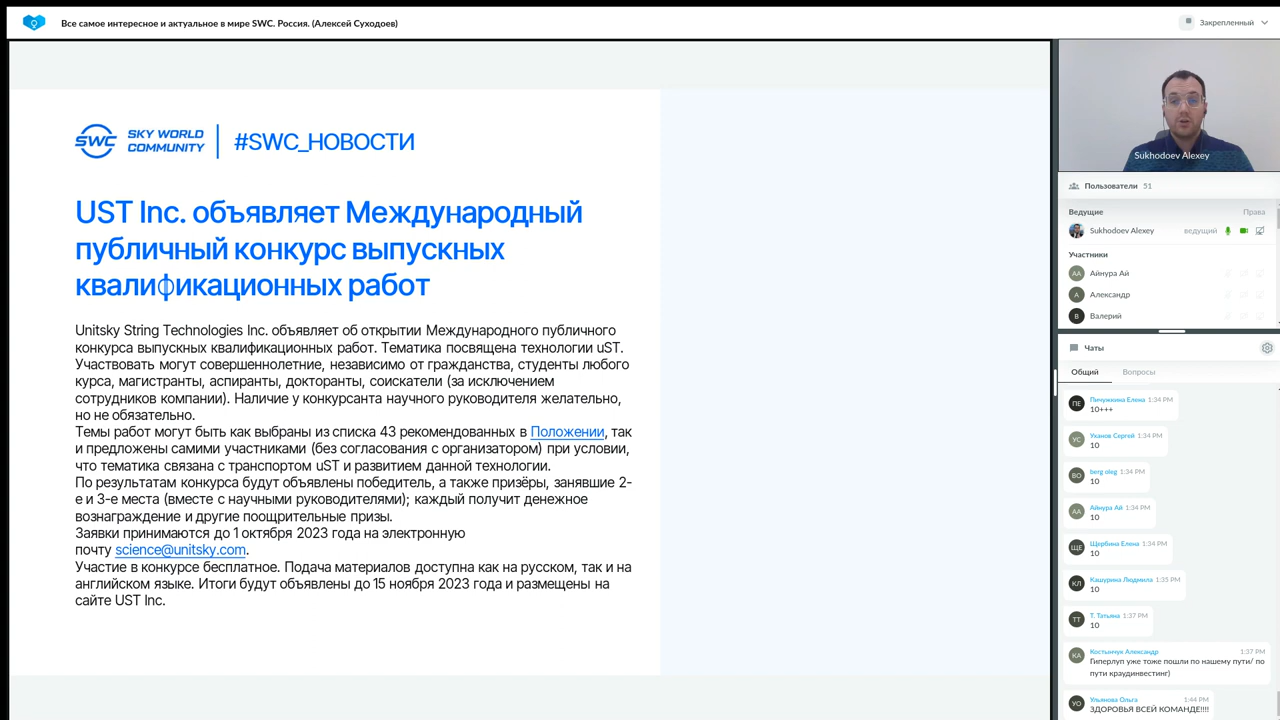 Все самое интересное и актуальное в мире SWC. Россия. (Алексей Суходоев)
Закрепленный
SWC
SKY WORLD
COMMUNITY
#SWC_НОВОСТИ
UST Inc. объявляет Международный
публичный конкурс выпускных
квалификационных работ
Unitsky String Technologies Inc. объявляет об открытии Международного публичного
конкурса выпускных квалификационных работ. Тематика посвящена технологии uST.
Участвовать могут совершеннолетние, независимо от гражданства, студенты любого
курса, магистранты, аспиранты, докторанты, соискатели (за исключением
сотрудников компании). Наличие у конкурсанта научного руководителя желательно,
но не обязательно.
Темы работ могут быть как выбраны из списка 43 рекомендованных в Положении, так
и предложены самими участниками (без согласования с организатором) при условии,
что тематика связана с транспортом uST и развитием данной технологии.
По результатам конкурса будут объявлены победитель, а также призёры, занявшие 2-
е и 3-е места (вместе с научными руководителями); каждый получит денежное
вознаграждение и другие поощрительные призы.
Заявки принимаются до 1 октября 2023 года на электронную
почту science@unitsky.com.
Участие в конкурсе бесплатное. Подача материалов доступна как на русском, так и на
английском языке. Итоги будут объявлены до 15 ноября 2023 года и размещены на
сайте UST Inc.
Sukhodoev Alexey
Пользователи 51
Ведущие Права
Sukhodoev Alexey ведущий
Участники
АА Айнура Ай
А Александр
В Валерий
Чаты
Общий Вопросы
ПЕ Пичужкина Елена 1:34 PM
10+++
УС Уханов Сергей 1:34 PM
10
BO berg oleg 1:34 PM
10
АА Айнура Ай 1:34 PM
10
ЩЕ Щербина Елена 1:34 PM
10
КЛ Кашурина Людмила 1:35 PM
10
ТТ Т. Татьяна 1:37 PM
10
КА Костынчук Александр 1:37 PM
Гиперлуп уже тоже пошли по нашему пути/ по
пути краудинвестинг)
УО Ульянова Ольга 1:44 PM
ЗДОРОВЬЯ ВСЕЙ КОМАНДЕ!!!!